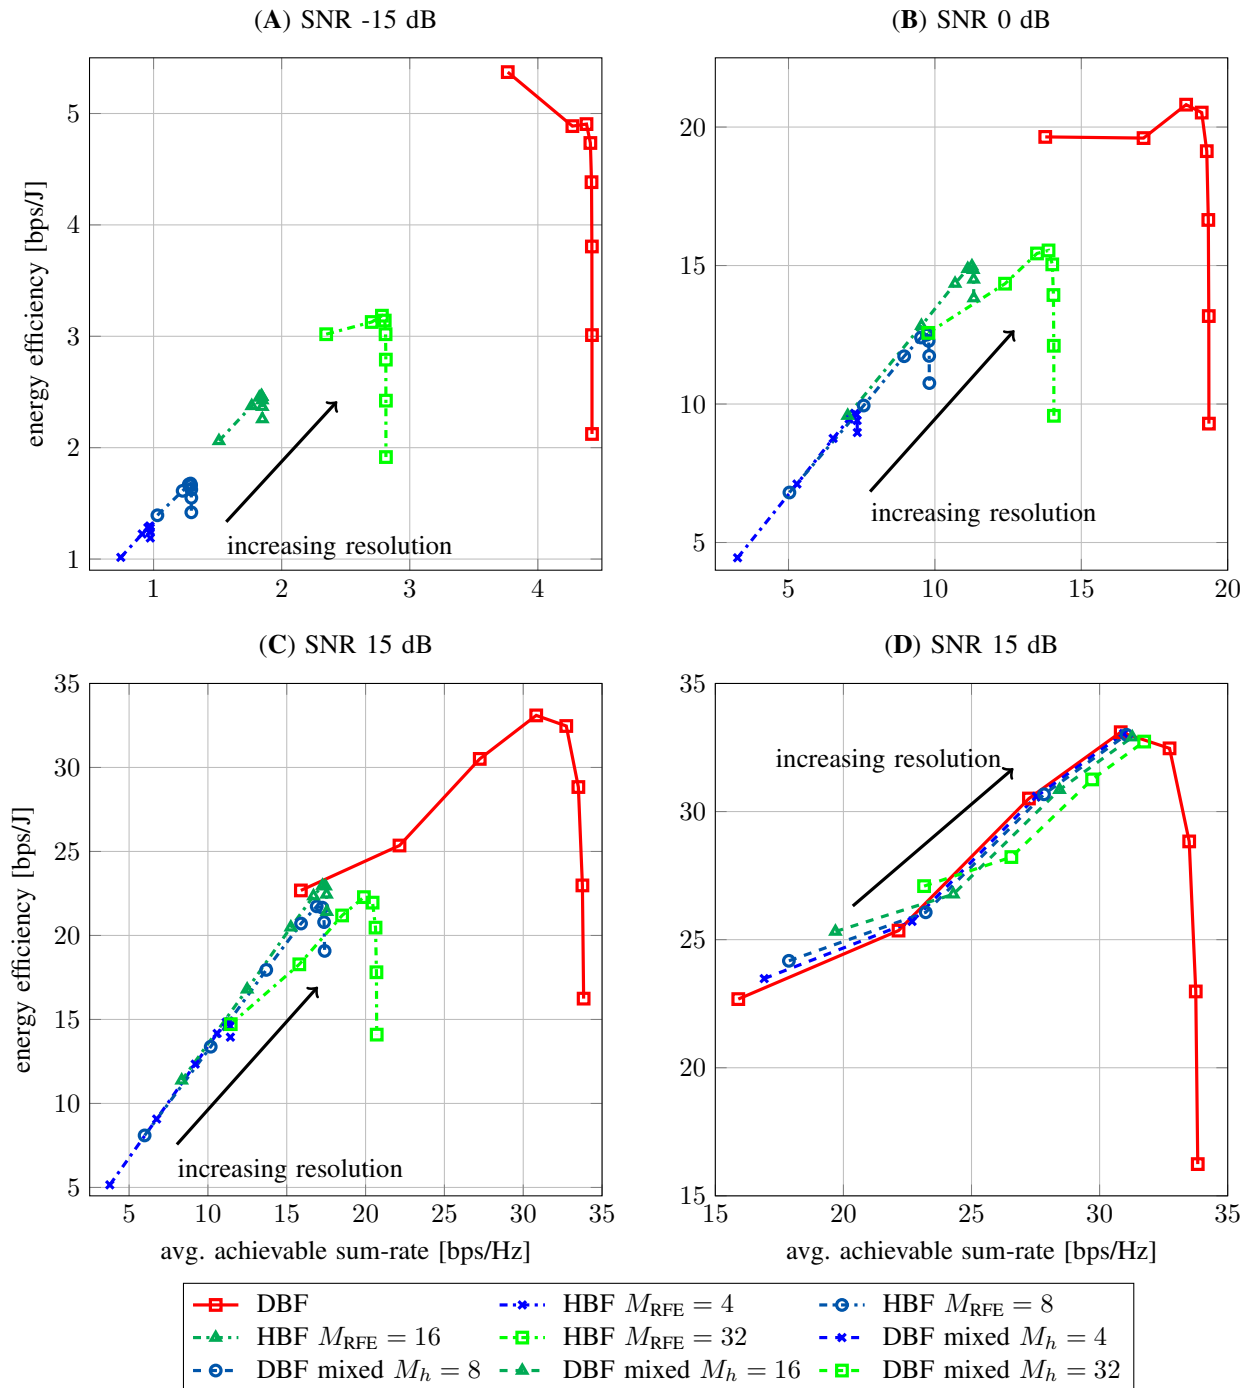 (A) SNR -15 dB
(B) SNR 0 dB
5
4
3
2
1
energy efficiency [bps/J]
increasing resolution
1 2 3 4
20
15
10
5
increasing resolution
5 10 15 20
(C) SNR 15 dB
(D) SNR 15 dB
35
30
25
20
15
10
5
energy efficiency [bps/J]
increasing resolution
5 10 15 20 25 30 35
avg. achievable sum-rate [bps/Hz]
35
30
25
20
15
increasing resolution
15 20 25 30 35
avg. achievable sum-rate [bps/Hz]
DBF HBF M_RFE = 4 HBF M_RFE = 8
HBF M_RFE = 16 HBF M_RFE = 32 DBF mixed M_h = 4
DBF mixed M_h = 8 DBF mixed M_h = 16 DBF mixed M_h = 32